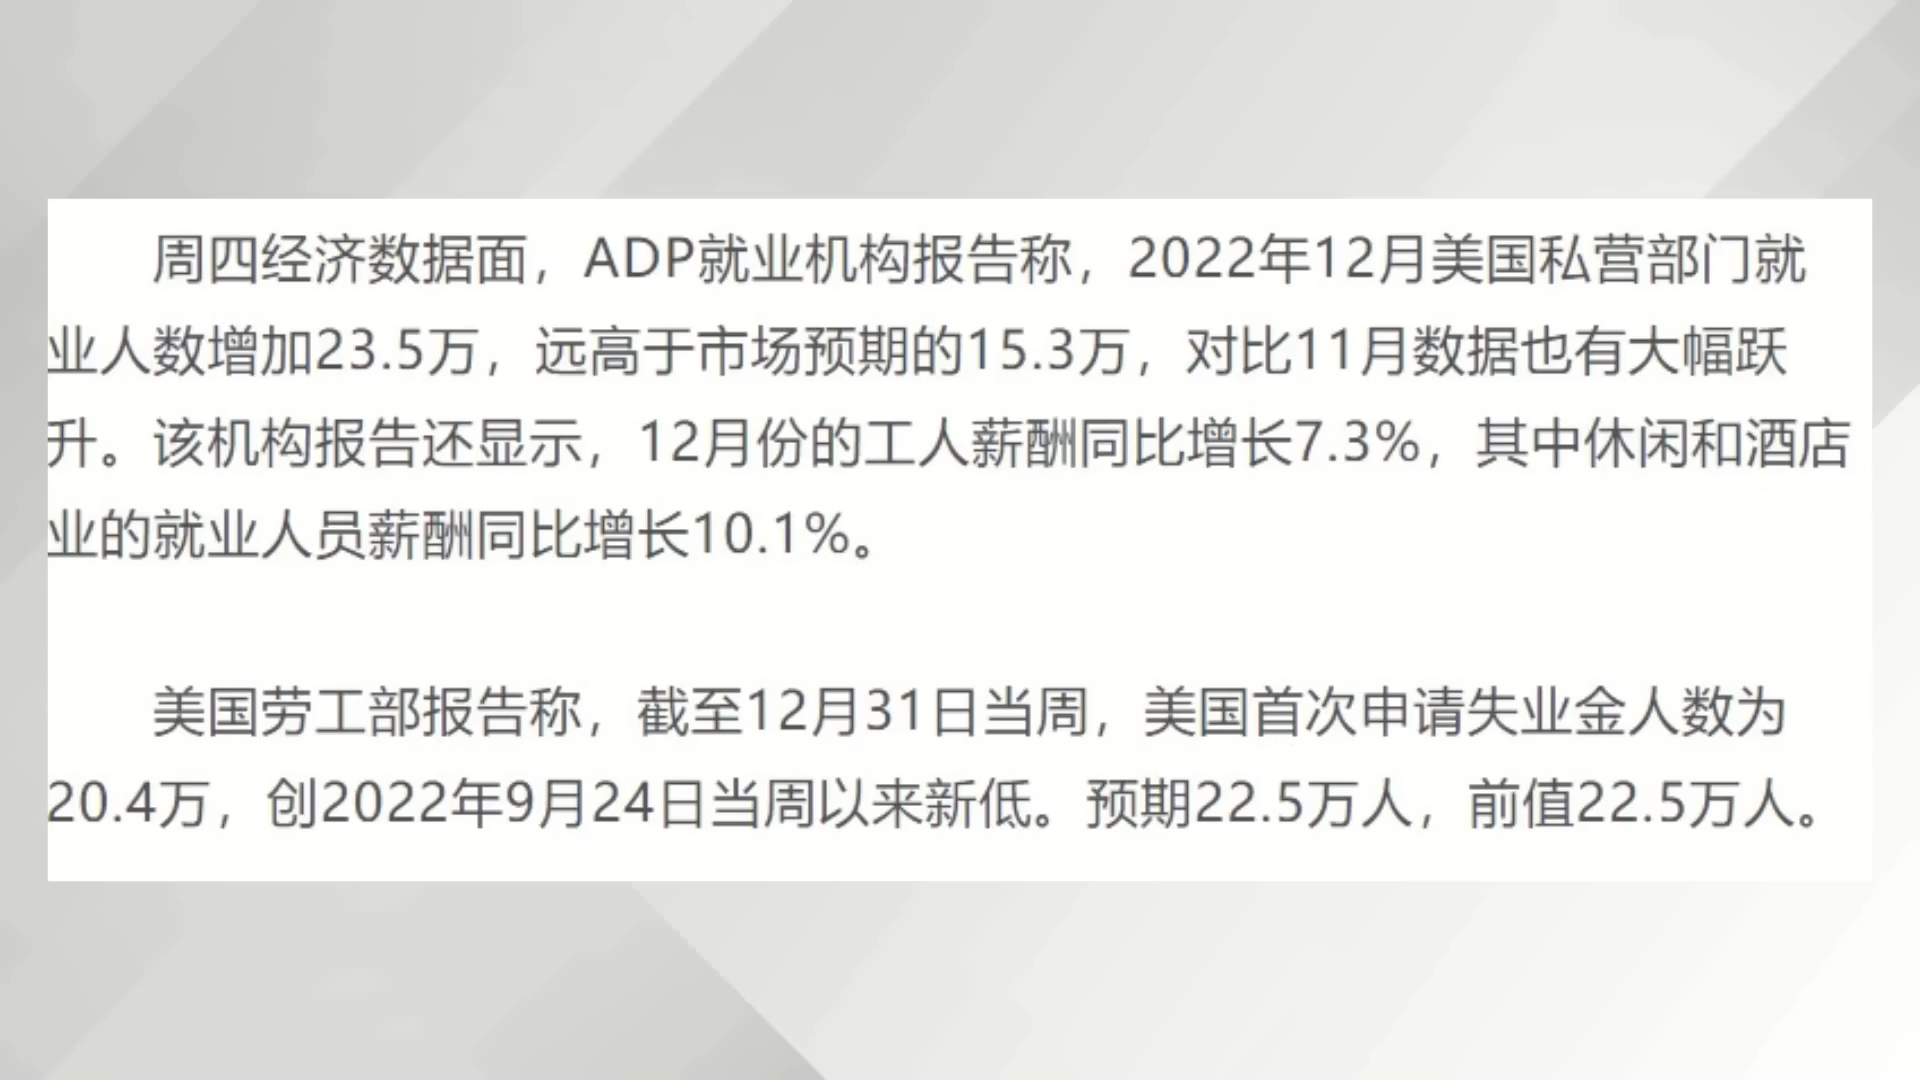 周四经济数据面，ADP就业机构报告称，2022年12月美国私营部门就
业人数增加23.5万，远高于市场预期的15.3万，对比11月数据也有大幅跃
升。该机构报告还显示，12月份的工人薪酬同比增长7.3%，其中休闲和酒店
业的就业人员薪酬同比增长10.1%。
美国劳工部报告称，截至12月31日当周，美国首次申请失业金人数为
20.4万，创2022年9月24日当周以来新低。预期22.5万人，前值22.5万人。